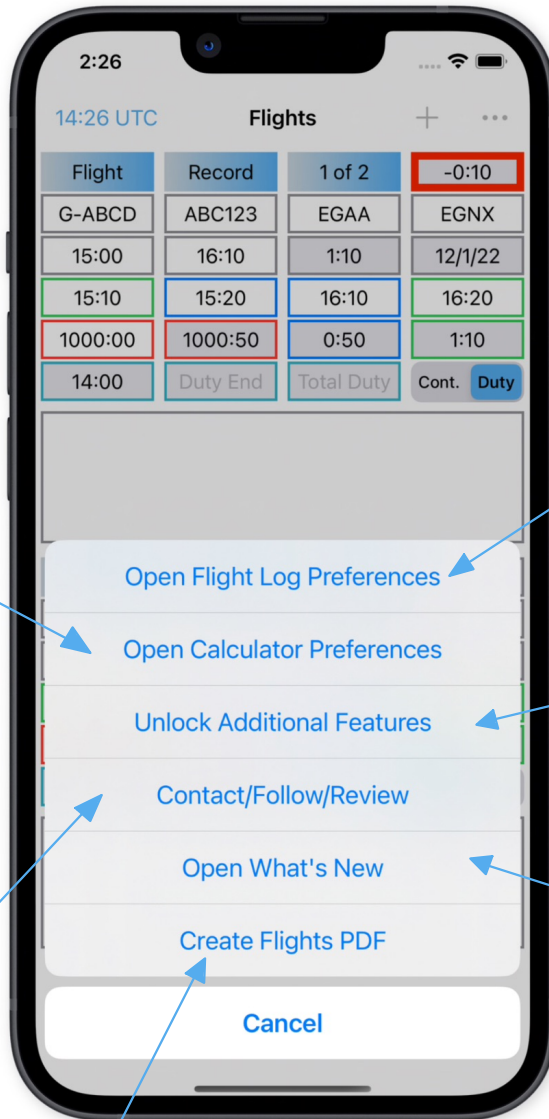 2:26
14:26 UTC Flights
Flight Record 1 of 2 -0:10
G-ABCD ABC123 EGAA EGNX
15:00 16:10 1:10 12/1/22
15:10 15:20 16:10 16:20
1000:00 1000:50 0:50 1:10
14:00 Duty End Total Duty Cont. Duty
Open Flight Log Preferences
Open Calculator Preferences
Unlock Additional Features
Contact/Follow/Review
Open What's New
Create Flights PDF
Cancel